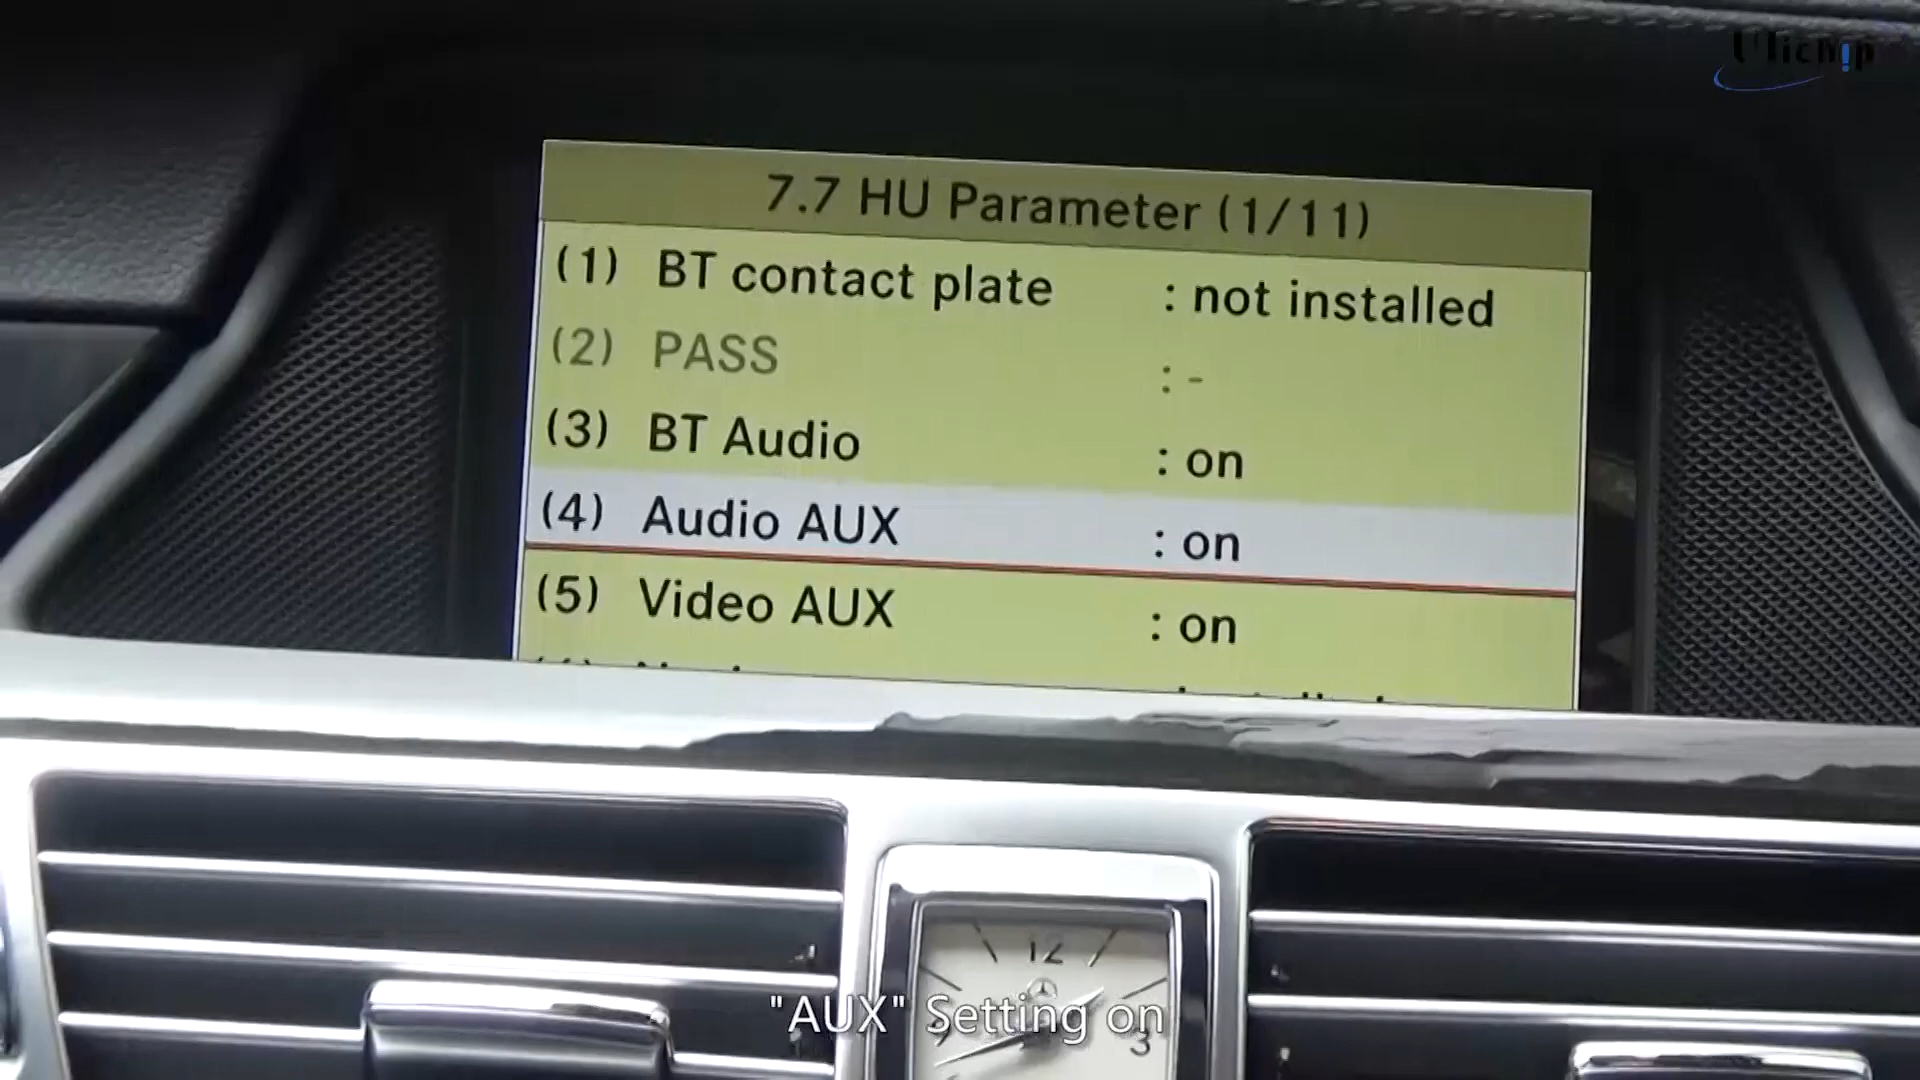 Ulichip
7.7 HU Parameter (1/11)
(1) BT contact plate : not installed
(2) PASS : -
(3) BT Audio : on
(4) Audio AUX : on
(5) Video AUX : on
12
3
"AUX" Setting on